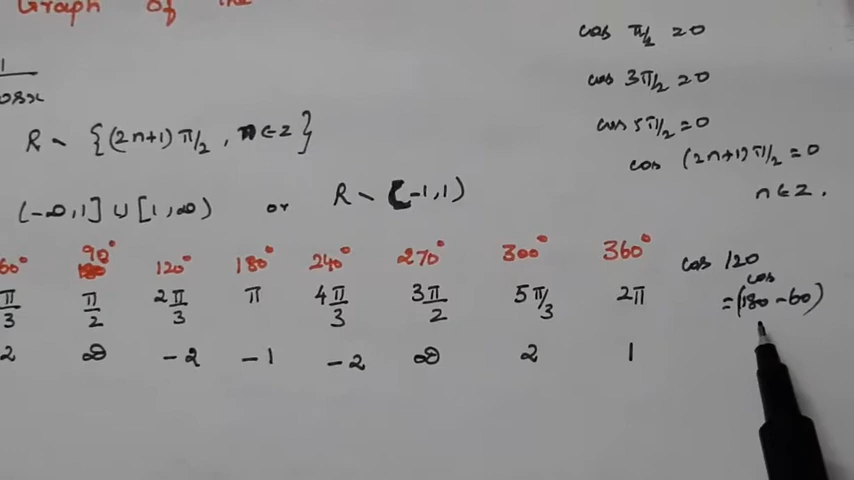 Graph of the
cos π/2 = 0
1
cos 3π/2 = 0
osx
cos 5π/2 = 0
R ~ {(2n+1) π/2 , n ∈ Z}
cos (2n+1) π/2 = 0
n ∈ Z .
(-∞,1] ∪ [1,∞) or R ~ (-1,1)
60° 90° 120° 180° 240° 270° 300° 360°
cos 120
π/3 π/2 2π/3 π 4π/3 3π/2 5π/3 2π
= cos (180 - 60)
2 ∞ -2 -1 -2 ∞ 2 1